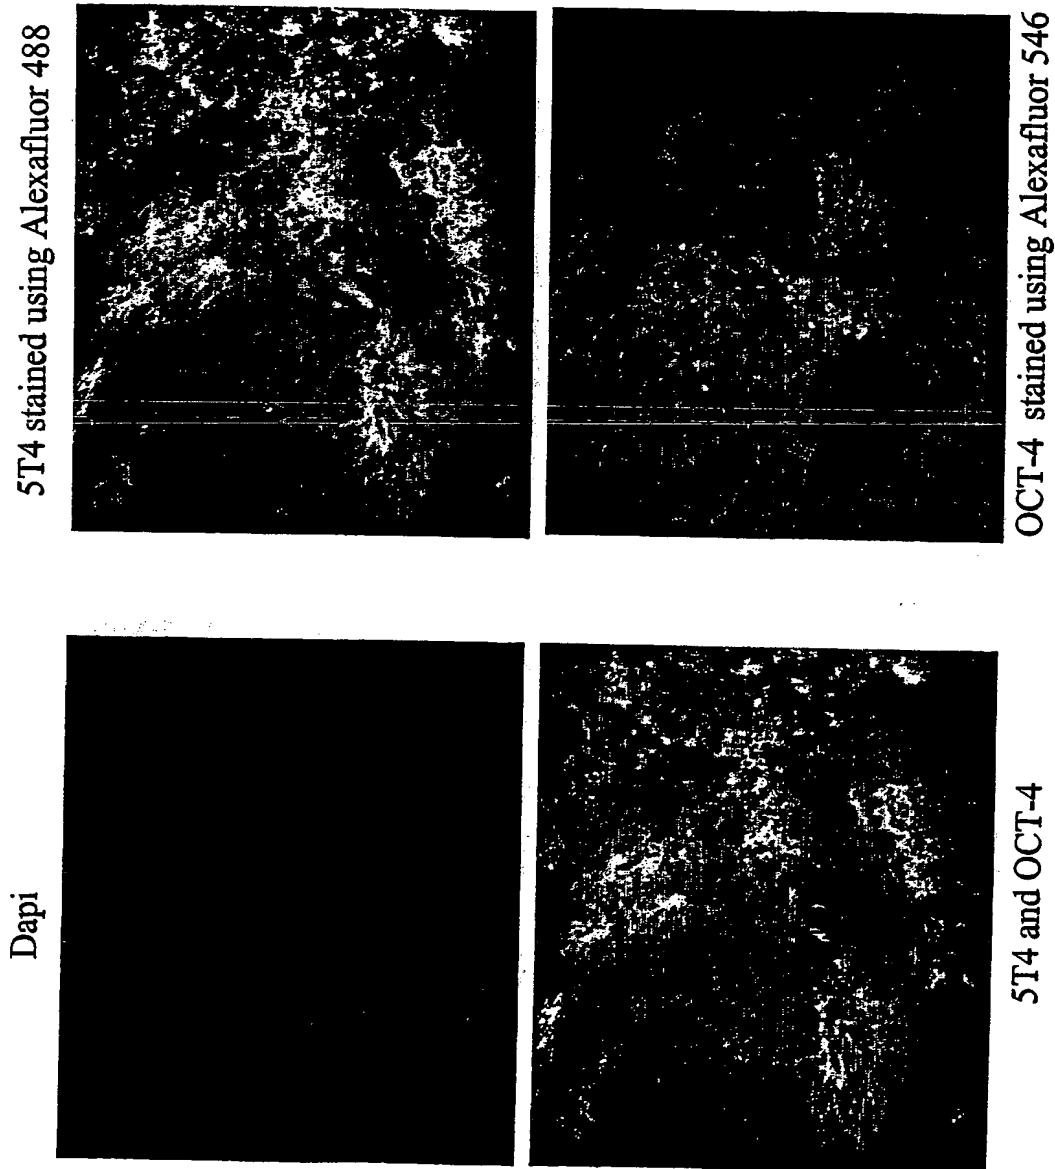 Dapi
5T4 stained using Alexafluor 488
5T4 and OCT-4
OCT-4 stained using Alexafluor 546